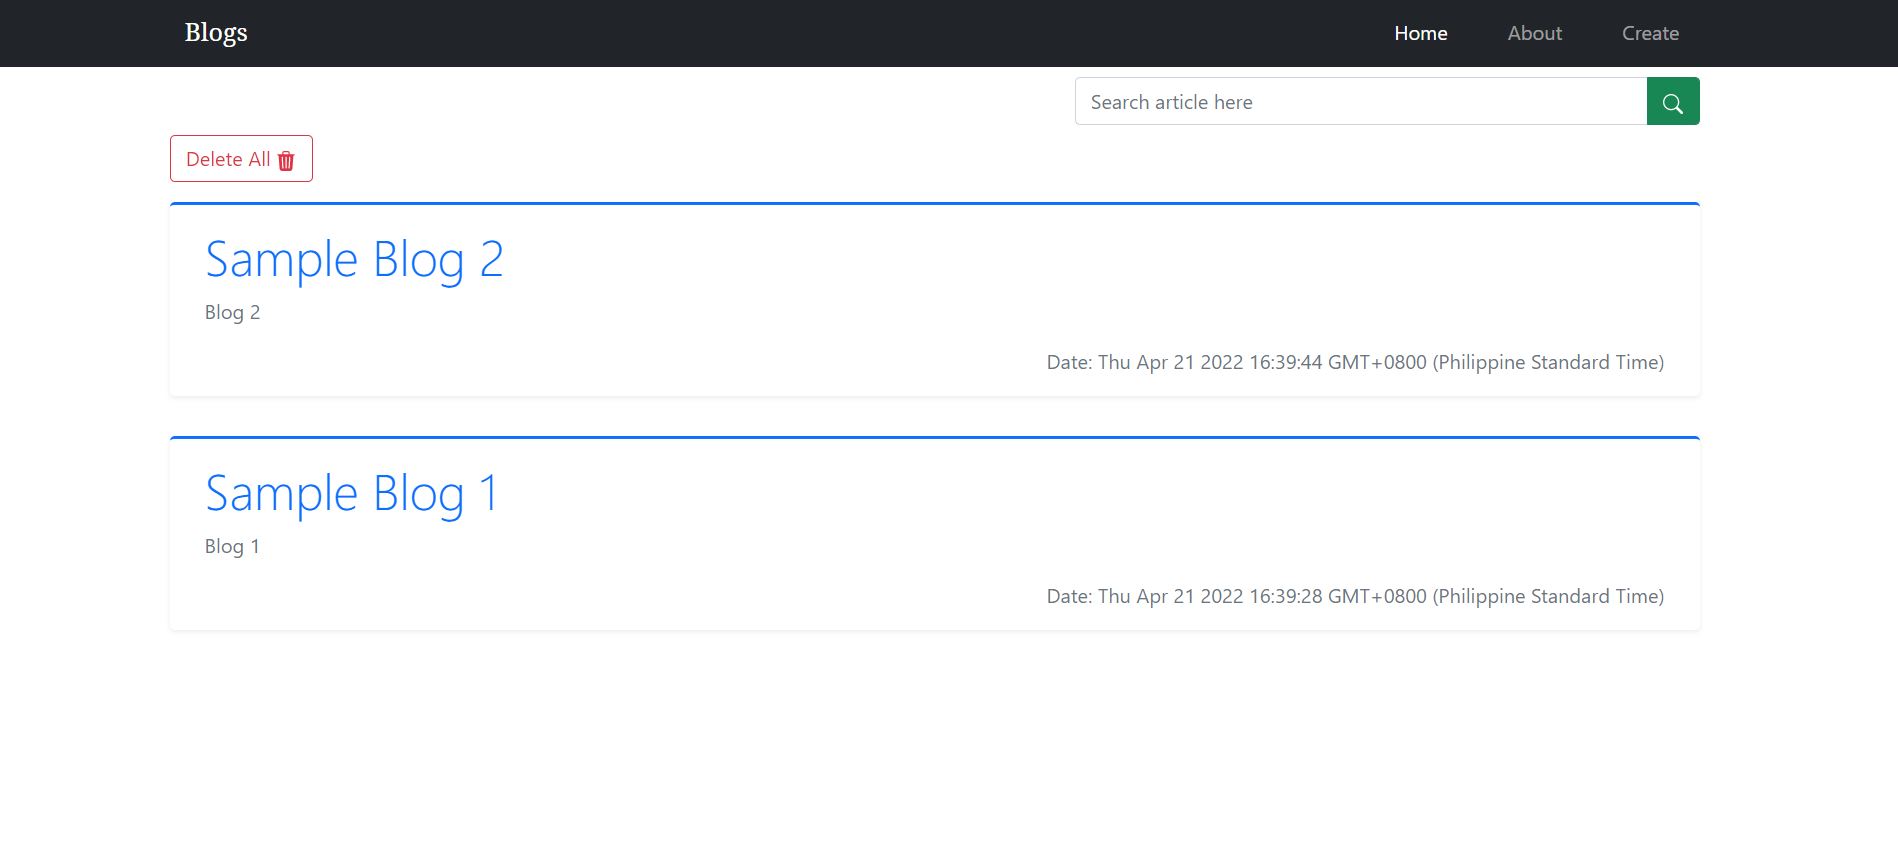 Blogs
Home About Create
Search article here
Delete All
Sample Blog 2
Blog 2
Date: Thu Apr 21 2022 16:39:44 GMT+0800 (Philippine Standard Time)
Sample Blog 1
Blog 1
Date: Thu Apr 21 2022 16:39:28 GMT+0800 (Philippine Standard Time)